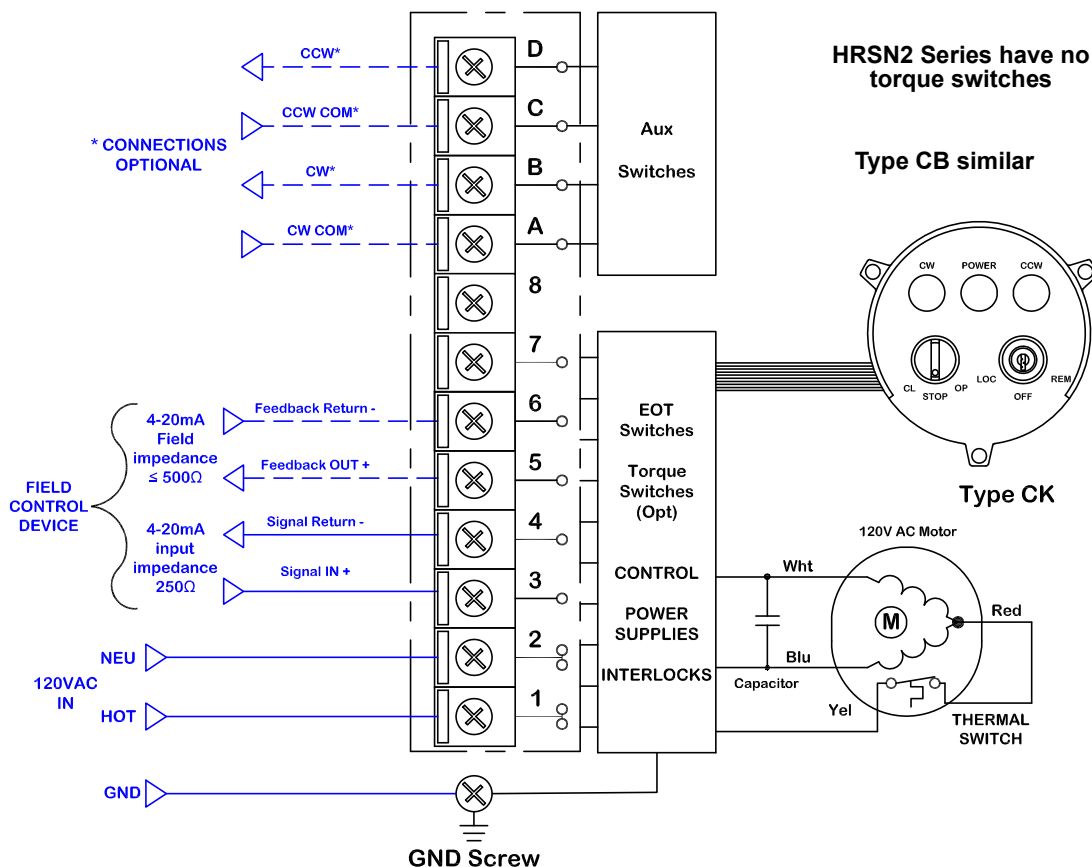 CCW*
CCW COM*
* CONNECTIONS
OPTIONAL
CW*
CW COM*
D
C
B
A
8
7
6
5
4
3
2
1
Aux
Switches
HRSN2 Series have no
torque switches
Type CB similar
CW
POWER
CCW
CL
STOP
OP
LOC
OFF
REM
Type CK
FIELD
CONTROL
DEVICE
4-20mA
Field
impedance
≤ 500Ω
4-20mA
input
impedance
250Ω
Feedback Return -
Feedback OUT +
Signal Return -
Signal IN +
NEU
120VAC
IN
HOT
GND
GND Screw
EOT
Switches
Torque
Switches
(Opt)
CONTROL
POWER
SUPPLIES
INTERLOCKS
120V AC Motor
Wht
Red
M
Blu
Capacitor
Yel
THERMAL
SWITCH